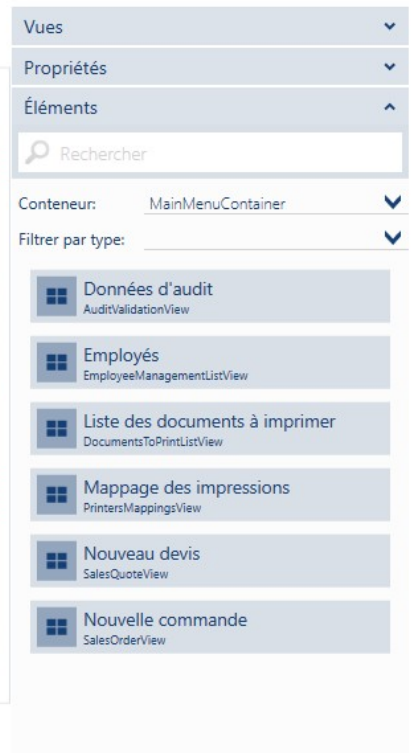 Vues
Propriétés
Éléments
Rechercher
Conteneur: MainMenuContainer
Filtrer par type:
Données d'audit
AuditValidationView
Employés
EmployeeManagementListView
Liste des documents à imprimer
DocumentsToPrintListView
Mappage des impressions
PrintersMappingsView
Nouveau devis
SalesQuoteView
Nouvelle commande
SalesOrderView